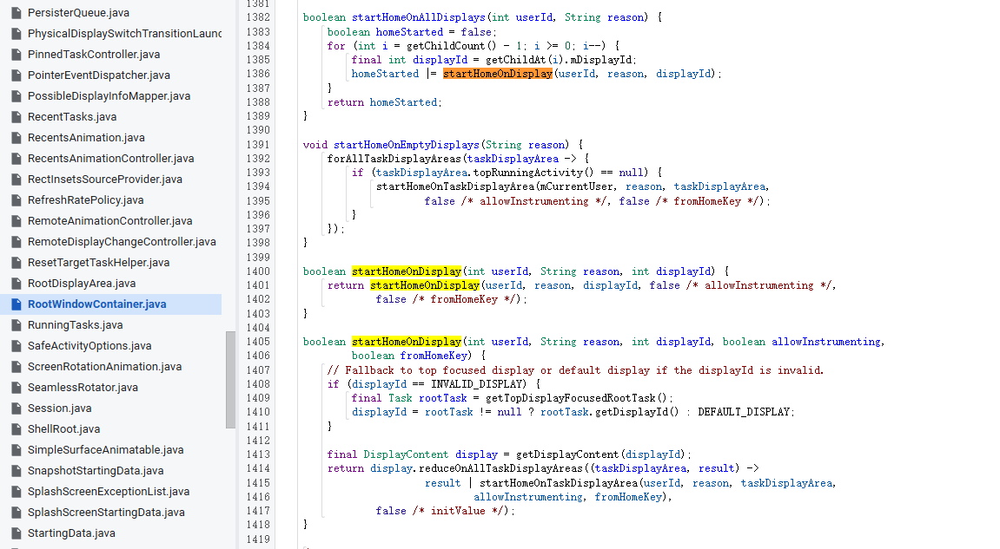 PersisterQueue.java
PhysicalDisplaySwitchTransitionLaunc
PinnedTaskController.java
PointerEventDispatcher.java
PossibleDisplayInfoMapper.java
RecentTasks.java
RecentsAnimation.java
RecentsAnimationController.java
RectInsetsSourceProvider.java
RefreshRatePolicy.java
RemoteAnimationController.java
RemoteDisplayChangeController.java
ResetTargetTaskHelper.java
RootDisplayArea.java
RootWindowContainer.java
RunningTasks.java
SafeActivityOptions.java
ScreenRotationAnimation.java
SeamlessRotator.java
Session.java
ShellRoot.java
SimpleSurfaceAnimatable.java
SnapshotStartingData.java
SplashScreenExceptionList.java
SplashScreenStartingData.java
StartingData.java
1381
1382 boolean startHomeOnAllDisplays(int userId, String reason) {
1383 boolean homeStarted = false;
1384 for (int i = getChildCount() - 1; i >= 0; i--) {
1385 final int displayId = getChildAt(i).mDisplayId;
1386 homeStarted |= startHomeOnDisplay(userId, reason, displayId);
1387 }
1388 return homeStarted;
1389 }
1390
1391 void startHomeOnEmptyDisplays(String reason) {
1392 forAllTaskDisplayAreas(taskDisplayArea -> {
1393 if (taskDisplayArea.topRunningActivity() == null) {
1394 startHomeOnTaskDisplayArea(mCurrentUser, reason, taskDisplayArea,
1395 false /* allowInstrumenting */, false /* fromHomeKey */);
1396 }
1397 });
1398 }
1399
1400 boolean startHomeOnDisplay(int userId, String reason, int displayId) {
1401 return startHomeOnDisplay(userId, reason, displayId, false /* allowInstrumenting */,
1402 false /* fromHomeKey */);
1403 }
1404
1405 boolean startHomeOnDisplay(int userId, String reason, int displayId, boolean allowInstrumenting,
1406 boolean fromHomeKey) {
1407 // Fallback to top focused display or default display if the displayId is invalid.
1408 if (displayId == INVALID_DISPLAY) {
1409 final Task rootTask = getTopDisplayFocusedRootTask();
1410 displayId = rootTask != null ? rootTask.getDisplayId() : DEFAULT_DISPLAY;
1411 }
1412
1413 final DisplayContent display = getDisplayContent(displayId);
1414 return display.reduceOnAllTaskDisplayAreas((taskDisplayArea, result) ->
1415 result | startHomeOnTaskDisplayArea(userId, reason, taskDisplayArea,
1416 allowInstrumenting, fromHomeKey),
1417 false /* initValue */);
1418 }
1419